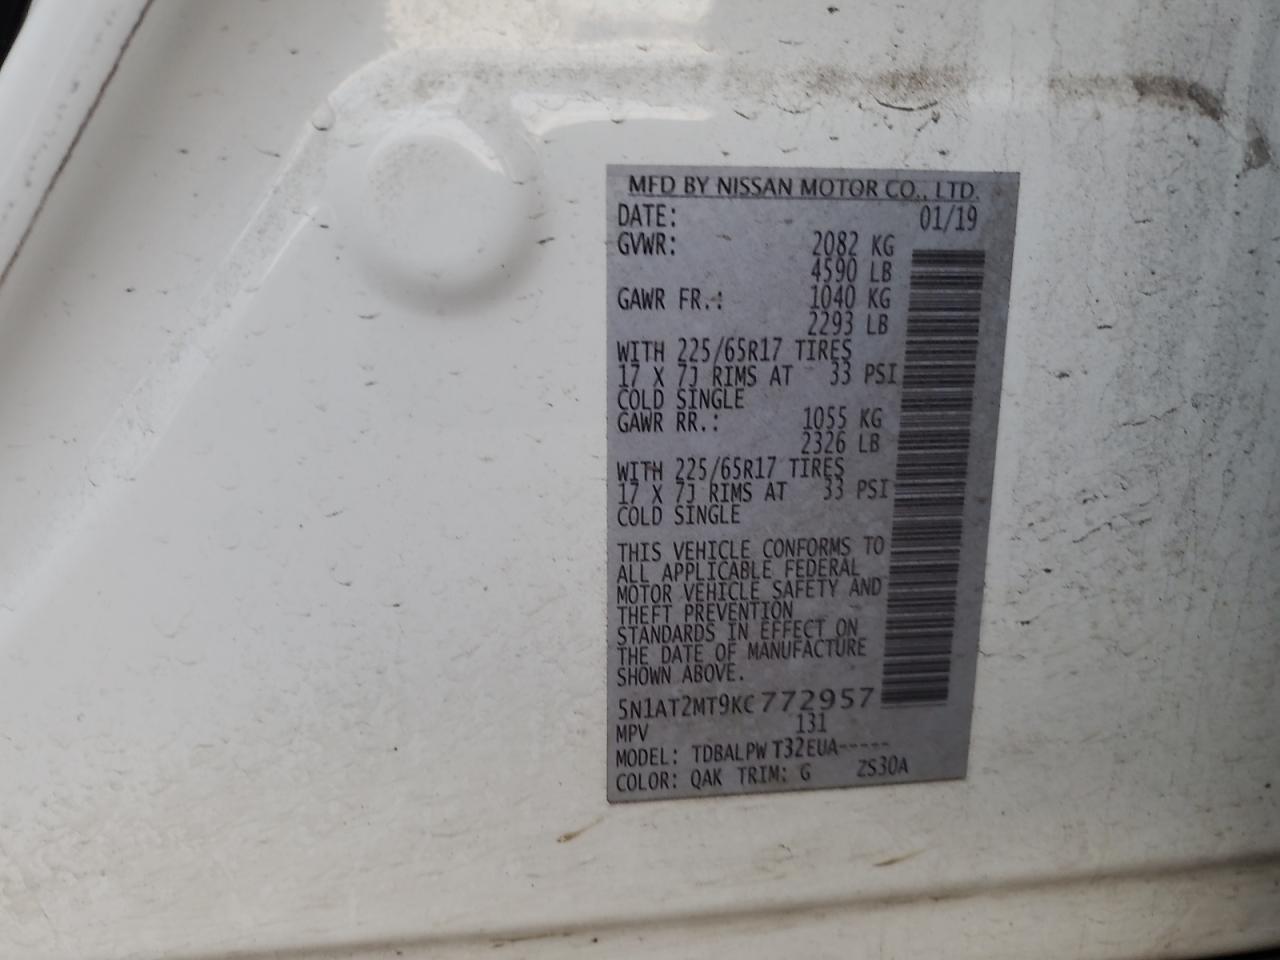 MFD BY NISSAN MOTOR CO., LTD.
DATE: 01/19
GVWR: 2082 KG
4590 LB
GAWR FR.: 1040 KG
2293 LB
WITH 225/65R17 TIRES
17 X 7J RIMS AT 33 PSI
COLD SINGLE
GAWR RR.: 1055 KG
2326 LB
WITH 225/65R17 TIRES
17 X 7J RIMS AT 33 PSI
COLD SINGLE
THIS VEHICLE CONFORMS TO
ALL APPLICABLE FEDERAL
MOTOR VEHICLE SAFETY AND
THEFT PREVENTION
STANDARDS IN EFFECT ON
THE DATE OF MANUFACTURE
SHOWN ABOVE.
5N1AT2MT9KC772957
MPV 131
MODEL: TDBALPW T32EUA-----
COLOR: QAK TRIM: G ZS30A